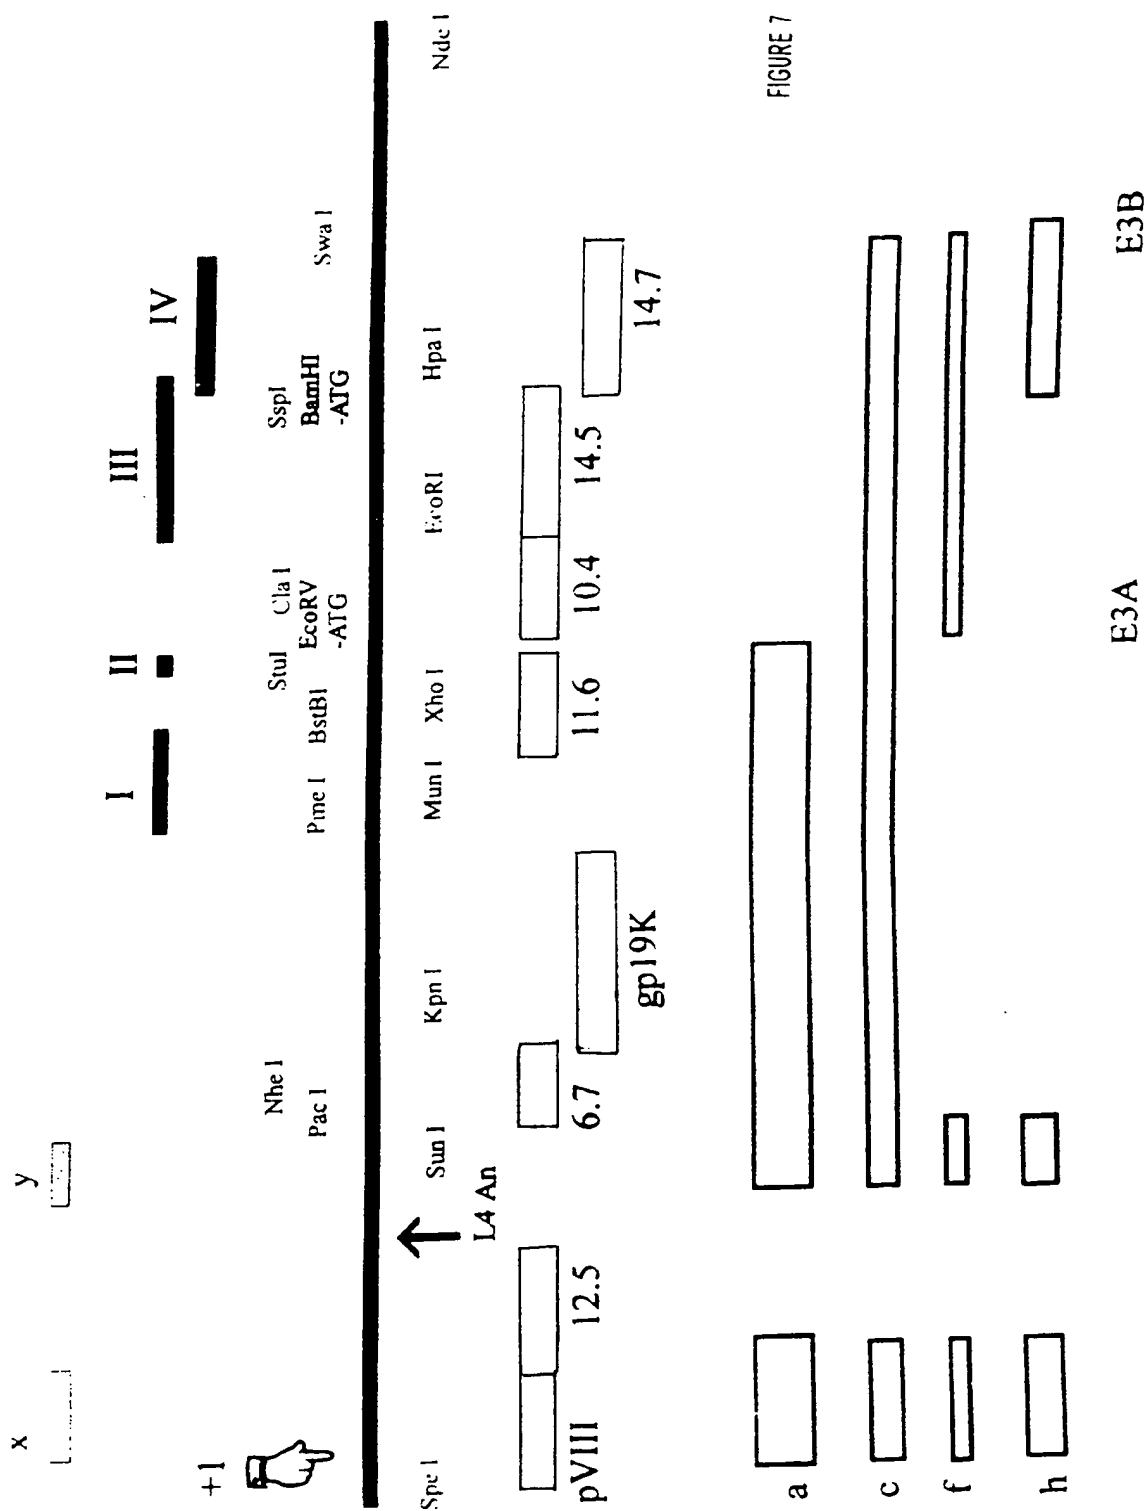 x
y
I
II
III
IV
+1
Nhe I
StuI
Cla I
SspI
Pac I
Pme I
BstBI
EcoRV
-ATG
BamHI
-ATG
Swa I
Spe I
Sun I
Kpn I
Mun I
Xho I
EcoRI
Hpa I
Nde I
L4 An
pVIII
12.5
6.7
gp19K
11.6
10.4
14.5
14.7
FIGURE 7
a
c
f
h
E3A
E3B